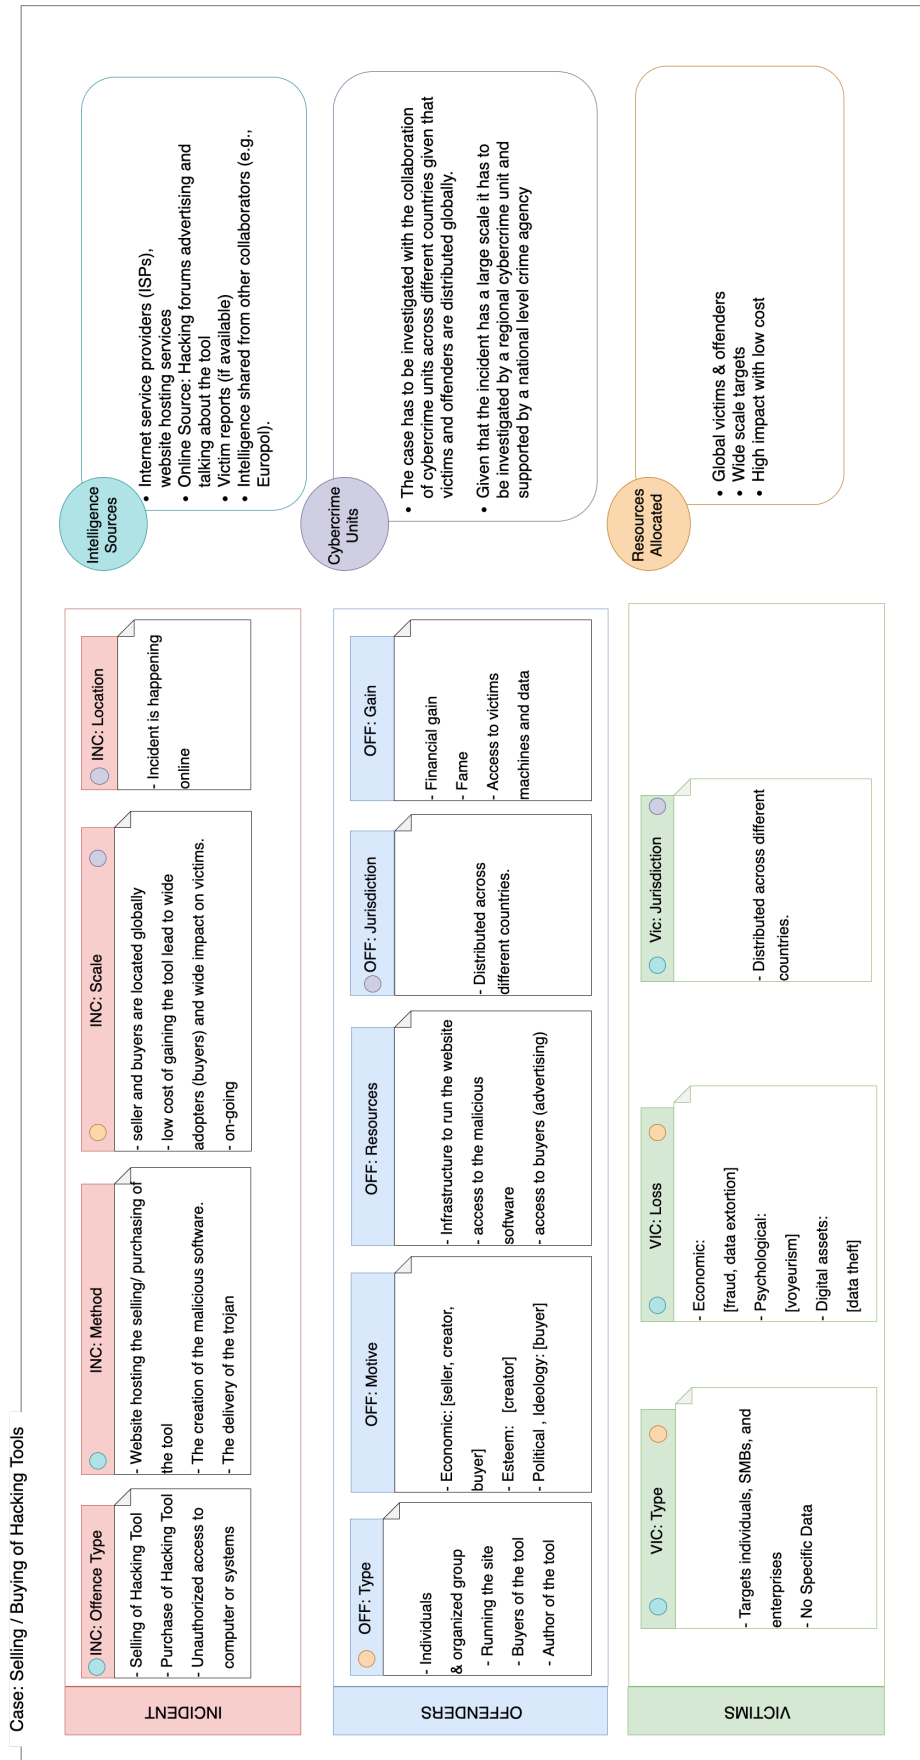 Case: Selling / Buying of Hacking Tools
INCIDENT
INC: Offence Type
- Selling of Hacking Tool
- Purchase of Hacking Tool
- Unauthorized access to
computer or systems
INC: Method
- Website hosting the selling/ purchasing of
the tool
- The creation of the malicious software.
- The delivery of the trojan
INC: Scale
- seller and buyers are located globally
- low cost of gaining the tool lead to wide
adopters (buyers) and wide impact on victims.
- on-going
INC: Location
- Incident is happening
online
Intelligence
Sources
• Internet service providers (ISPs),
website hosting services
• Online Source: Hacking forums advertising and
talking about the tool
• Victim reports (if available)
• Intelligence shared from other collaborators (e.g.,
Europol).
OFFENDERS
OFF: Type
- Individuals
& organized group
- Running the site
- Buyers of the tool
- Author of the tool
OFF: Motive
- Economic: [seller, creator,
buyer]
- Esteem: [creator]
- Political , Ideology: [buyer]
OFF: Resources
- Infrastructure to run the website
- access to the malicious
software
- access to buyers (advertising)
OFF: Jurisdiction
- Distributed across
different countries.
OFF: Gain
- Financial gain
- Fame
- Access to victims
machines and data
Cybercrime
Units
• The case has to be investigated with the collaboration
of cybercrime units across different countries given that
victims and offenders are distributed globally.
• Given that the incident has a large scale it has to
be investigated by a regional cybercrime unit and
supported by a national level crime agency
VICTIMS
VIC: Type
- Targets individuals, SMBs, and
enterprises
- No Specific Data
VIC: Loss
- Economic:
[fraud, data extortion]
- Psychological:
[voyeurism]
- Digital assets:
[data theft]
Vic: Jurisdiction
- Distributed across different
countries.
Resources
Allocated
• Global victims & offenders
• Wide scale targets
• High impact with low cost